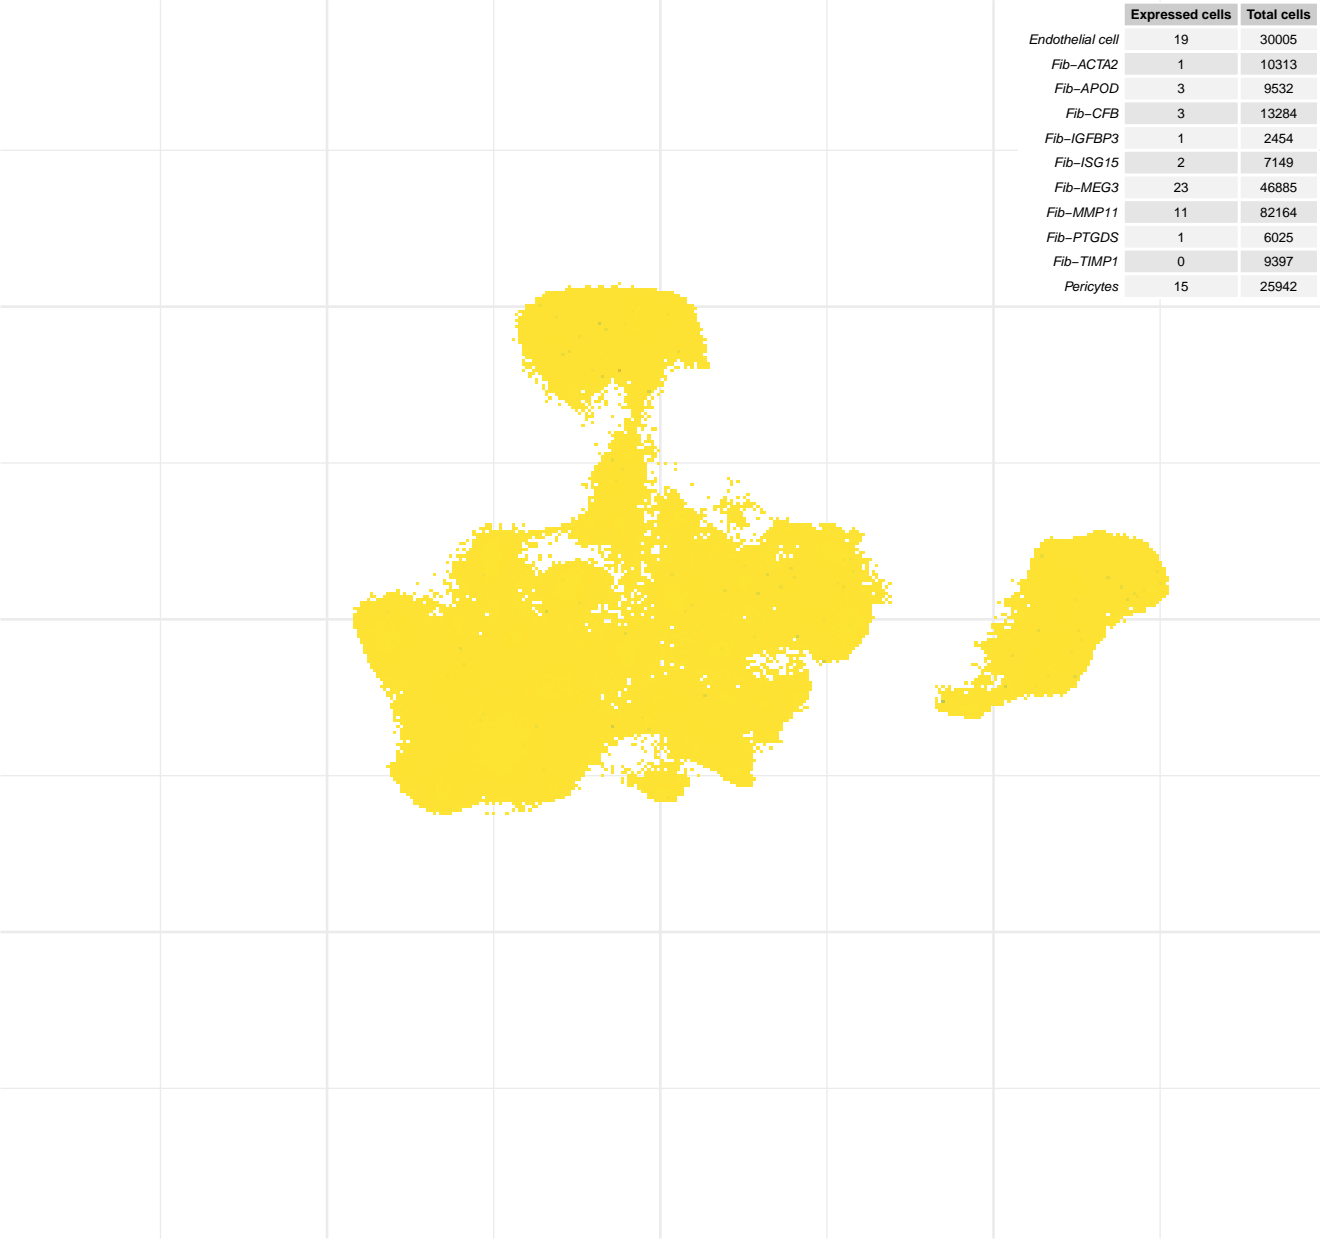 Expressed cells Total cells
Endothelial cell 19 30005
Fib−ACTA2 1 10313
Fib−APOD 3 9532
Fib−CFB 3 13284
Fib−IGFBP3 1 2454
Fib−ISG15 2 7149
Fib−MEG3 23 46885
Fib−MMP11 11 82164
Fib−PTGDS 1 6025
Fib−TIMP1 0 9397
Pericytes 15 25942